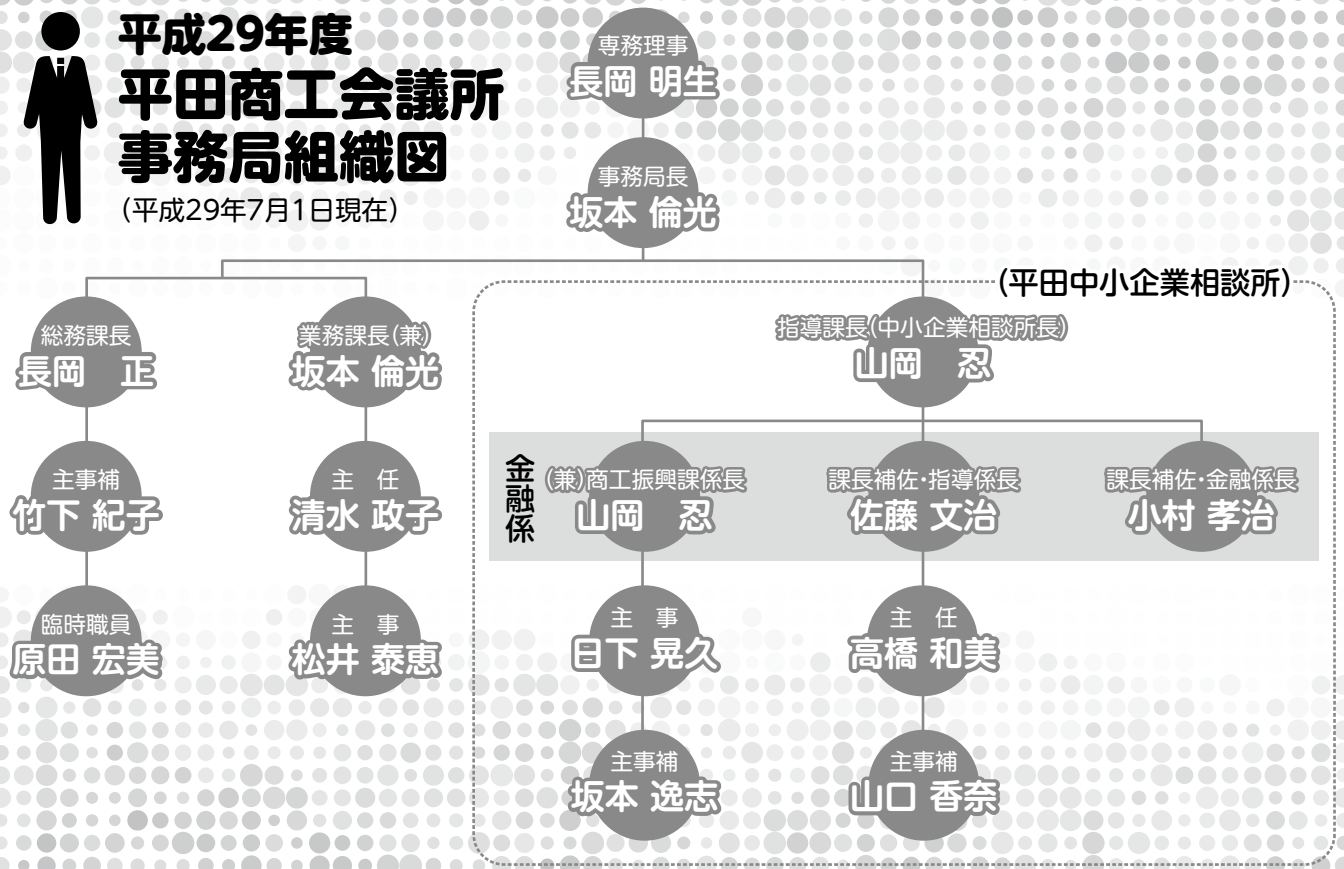 平成29年度
平田商工会議所
事務局組織図
(平成29年7月1日現在)
専務理事
長岡 明生
事務局長
坂本 倫光
総務課長
長岡　正
主事補
竹下 紀子
臨時職員
原田 宏美
業務課長(兼)
坂本 倫光
主　任
清水 政子
主　事
松井 泰恵
(平田中小企業相談所)
指導課長(中小企業相談所長)
山岡　忍
金融係
(兼)商工振興課係長
山岡　忍
課長補佐・指導係長
佐藤 文治
課長補佐・金融係長
小村 孝治
主　事
日下 晃久
主事補
坂本 逸志
主　任
高橋 和美
主事補
山口 香奈